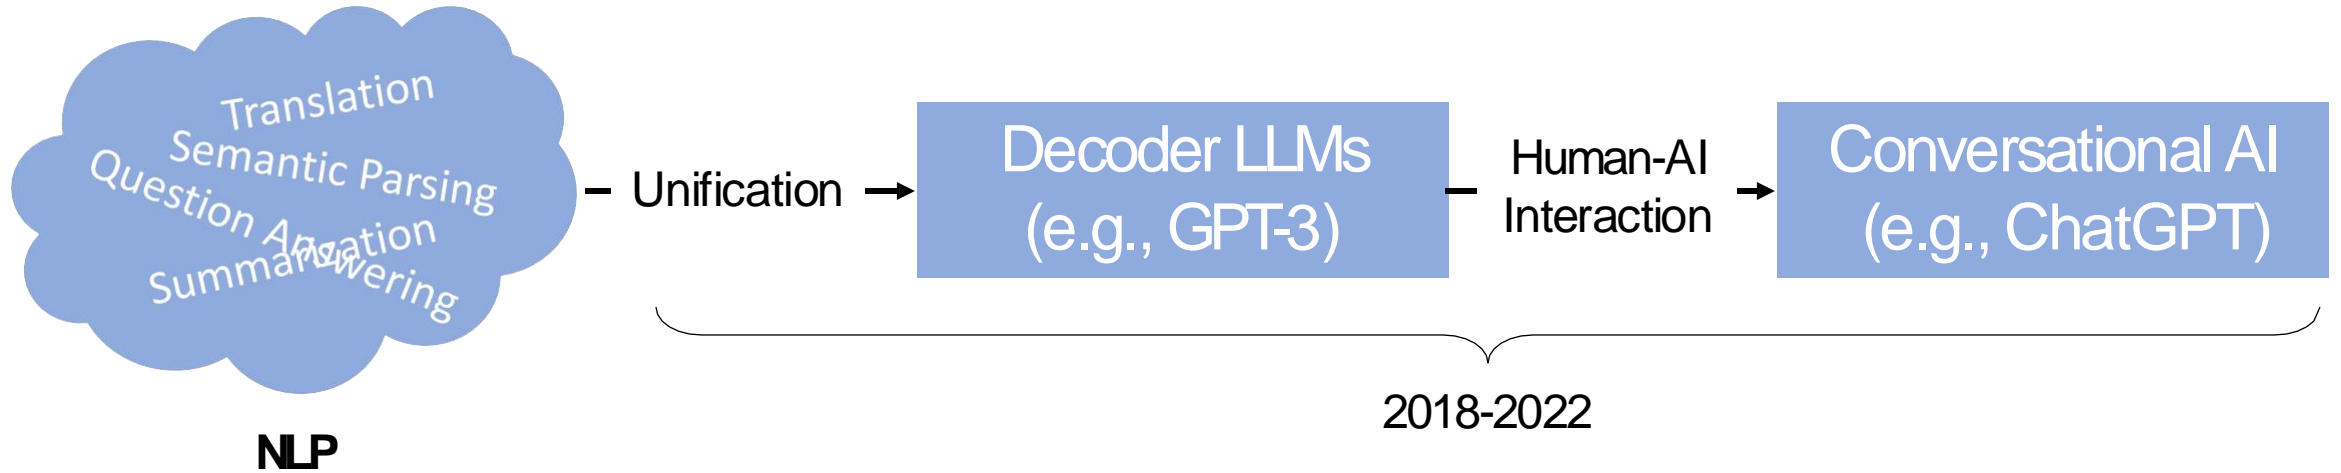 Translation
Semantic Parsing
Question Answering
Summarization
NLP
Unification
Decoder LLMs
(e.g., GPT-3)
Human-AI
Interaction
Conversational AI
(e.g., ChatGPT)
2018-2022